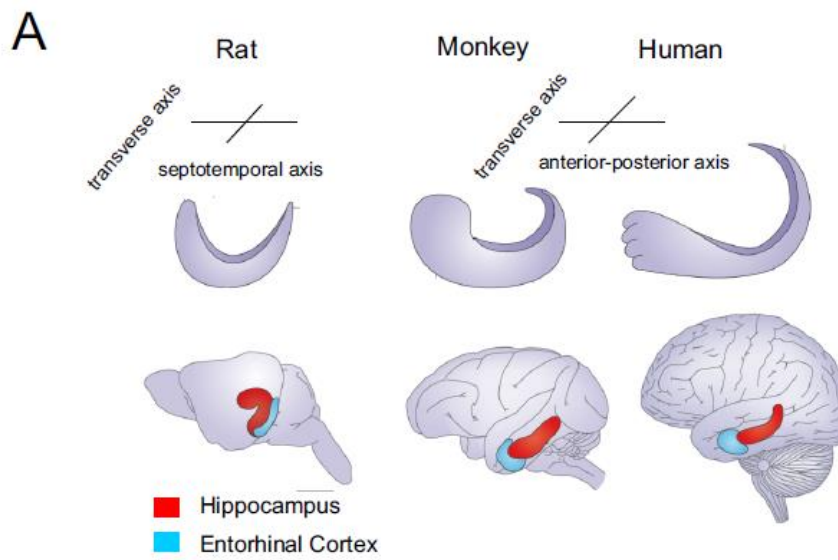 A
Rat
Monkey
Human
transverse axis
septotemporal axis
transverse axis
anterior-posterior axis
Hippocampus
Entorhinal Cortex